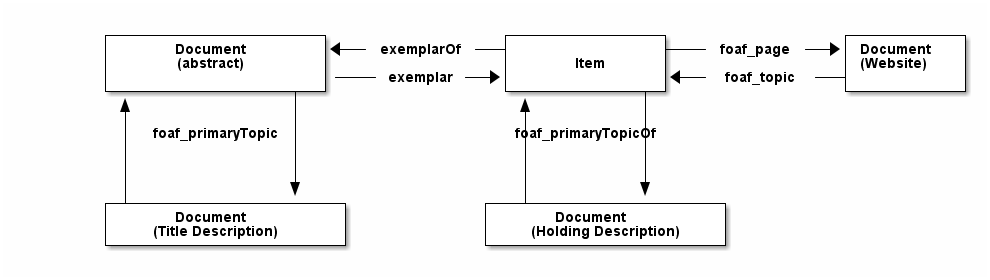 Document
(abstract)
exemplarOf
exemplar
Item
foaf_page
foaf_topic
Document
(Website)
foaf_primaryTopic
foaf_primaryTopicOf
Document
(Title Description)
Document
(Holding Description)